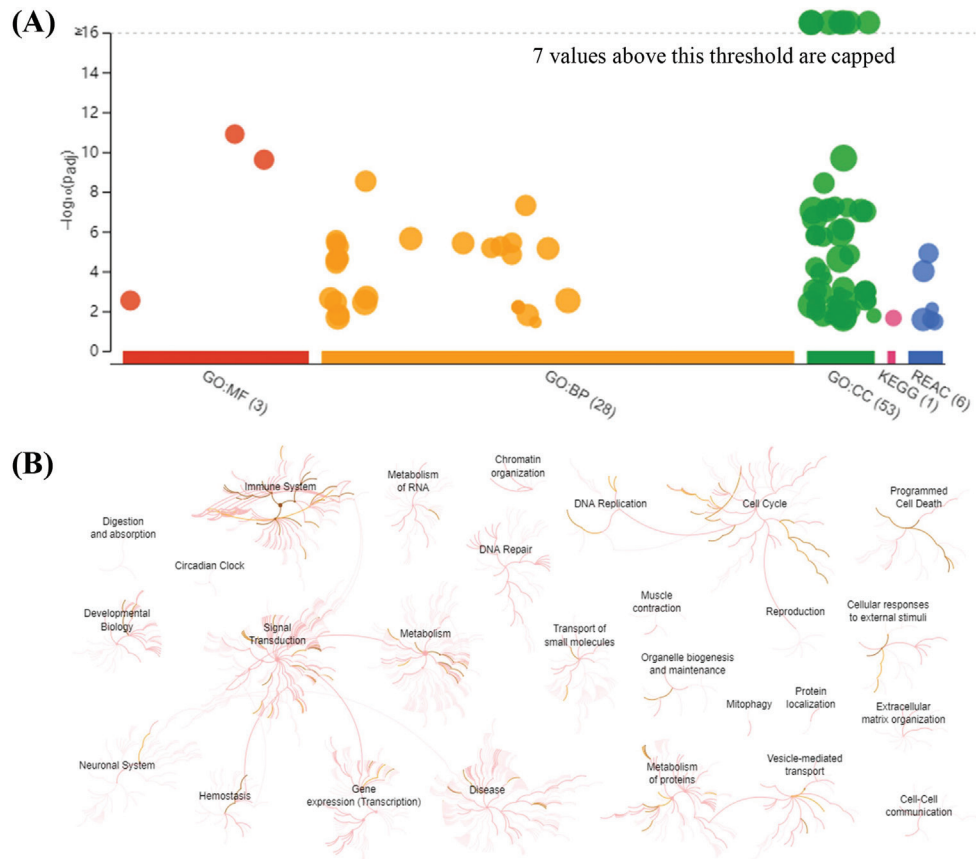 (A)
≥16
7 values above this threshold are capped
14
12
10
8
6
4
2
0
-log10(padj)
GO:MF (3)
GO:BP (28)
GO:CC (53)
KEGG (1)
REAC (6)
(B)
Immune System
Metabolism
of RNA
Chromatin
organization
DNA Replication
Cell Cycle
Programmed
Cell Death
Digestion
and absorption
Circadian Clock
DNA Repair
Developmental
Biology
Signal
Transduction
Metabolism
Transport of
small molecules
Muscle
contraction
Reproduction
Cellular responses
to external stimuli
Organelle biogenesis
and maintenance
Mitophagy
Protein
localization
Extracellular
matrix organization
Neuronal System
Hemostasis
Gene
expression (Transcription)
Disease
Metabolism
of proteins
Vesicle-mediated
transport
Cell-Cell
communication